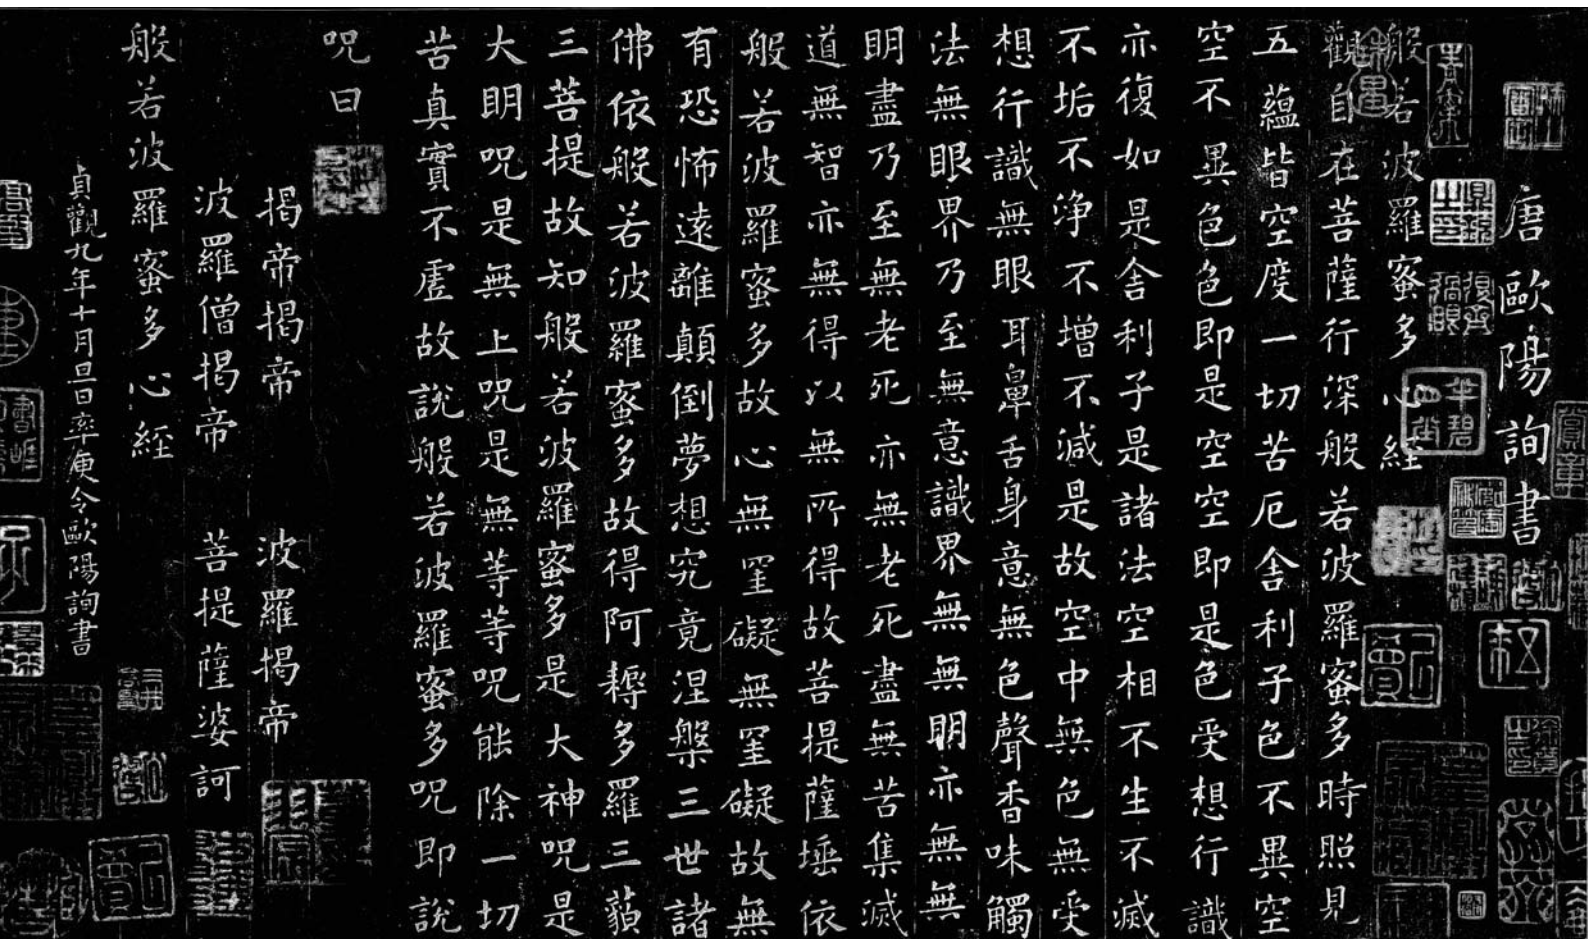 唐歐陽詢書
般若波羅蜜多心経
觀自在菩薩行深般若波羅蜜多時照見
五蘊皆空度一切苦厄舍利子色不異空
空不異色色即是空空即是色受想行識
亦復如是舍利子是諸法空相不生不滅
不垢不淨不增不減是故空中無色無受
想行識無眼耳鼻舌身意無色聲香味觸
法無眼界乃至無意識界無無明亦無無
明盡乃至無老死亦無老死盡無苦集滅
道無智亦無得以無所得故菩提薩埵依
般若波羅蜜多故心無罣礙無罣礙故無
有恐怖遠離顛倒夢想究竟涅槃三世諸
佛依般若波羅蜜多故得阿耨多羅三藐
三菩提故知般若波羅蜜多是大神呪是
大明呪是無上呪是無等等呪能除一切
苦真實不虛故說般若波羅蜜多呪即說
呪曰
揭帝揭帝 波羅揭帝
波羅僧揭帝 菩提薩婆訶
般若波羅蜜多心経
貞觀九年十月旦日率更令歐陽詢書